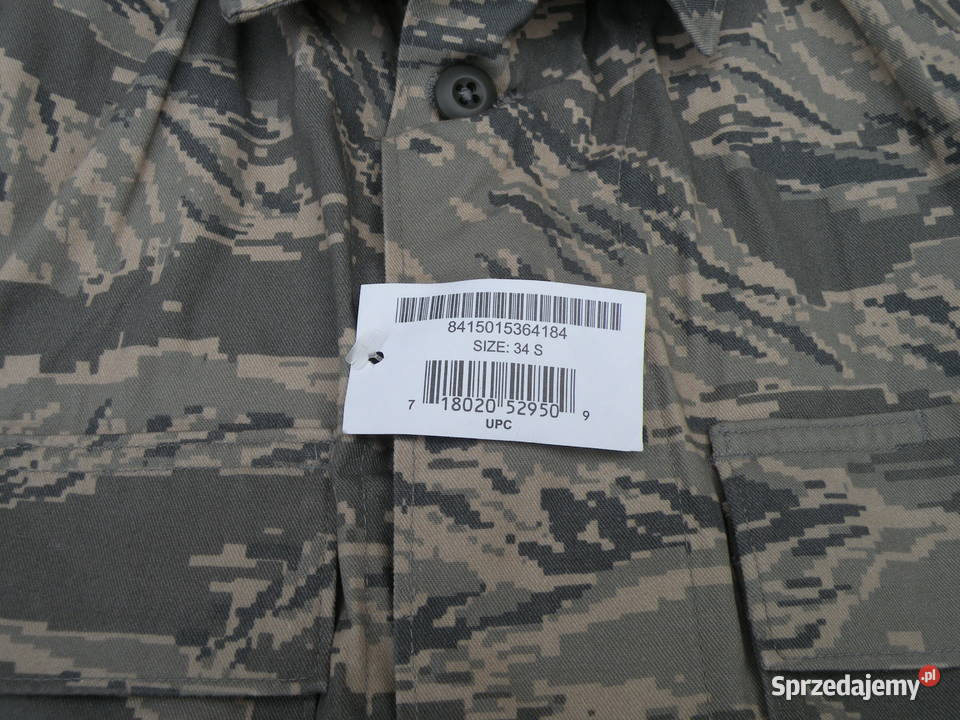 8415015364184
SIZE: 34 S
7 18020 52950 9
UPC
Sprzedajemy.pl